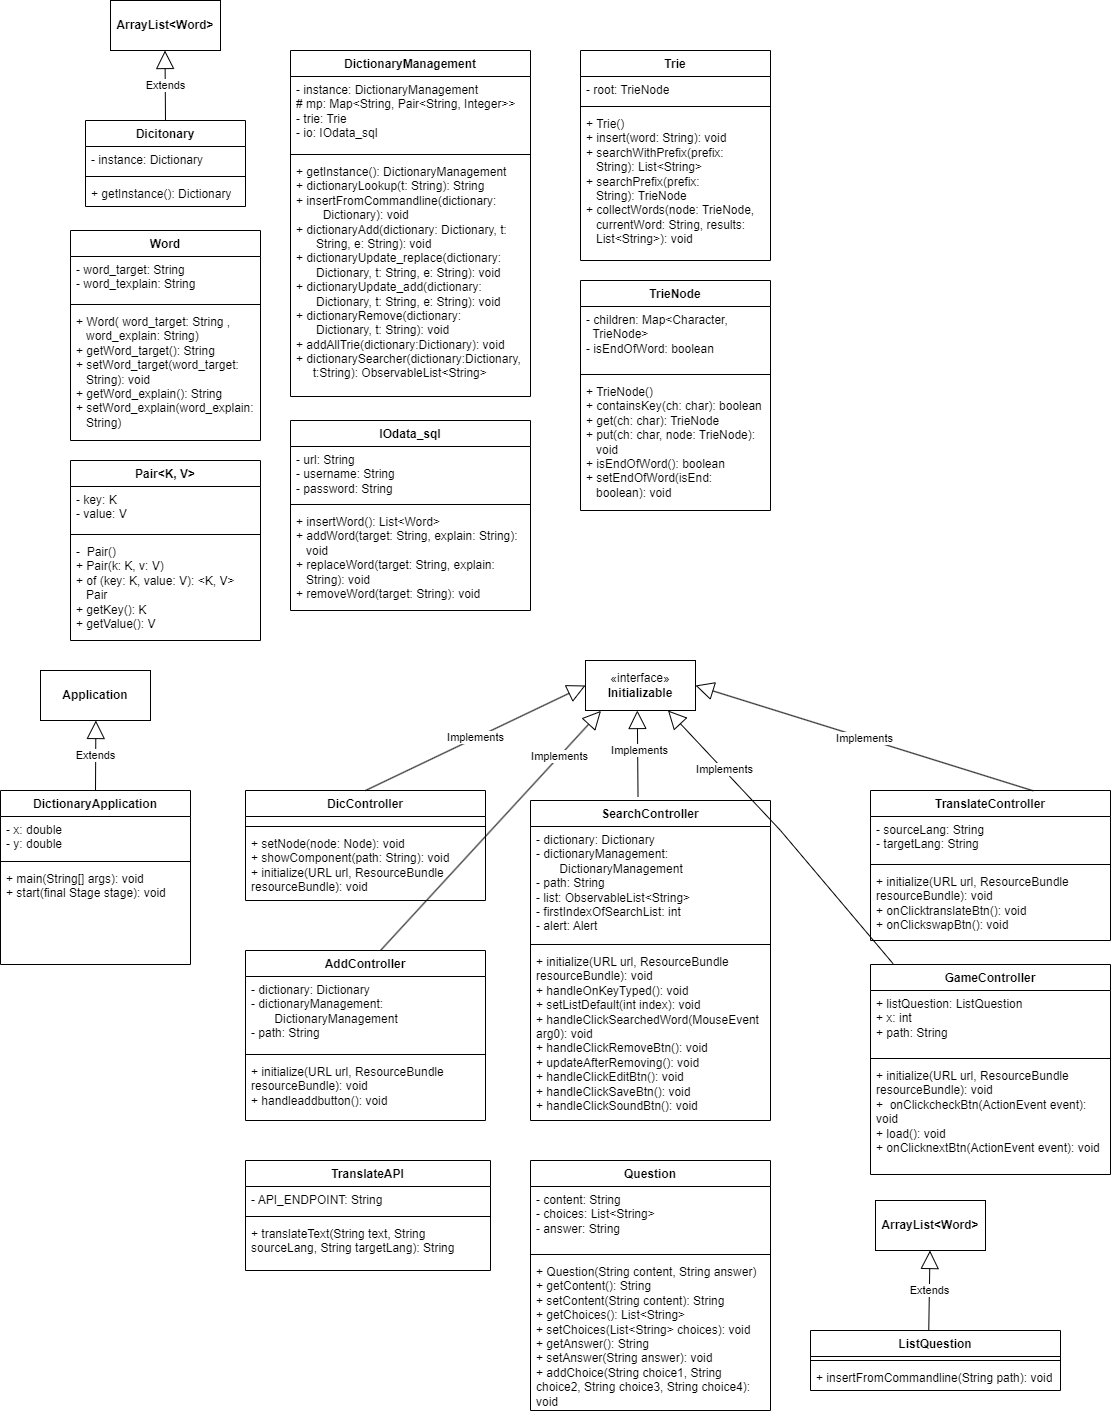 ArrayList<Word>
Extends
Dicitonary
- instance: Dictionary
+ getInstance(): Dictionary
Word
- word_target: String
- word_texplain: String
+ Word( word_target: String ,
word_explain: String)
+ getWord_target(): String
+ setWord_target(word_target:
String): void
+ getWord_explain(): String
+ setWord_explain(word_explain:
String)
Pair<K, V>
- key: K
- value: V
- Pair()
+ Pair(k: K, v: V)
+ of (key: K, value: V): <K, V>
Pair
+ getKey(): K
+ getValue(): V
DictionaryManagement
- instance: DictionaryManagement
# mp: Map<String, Pair<String, Integer>>
- trie: Trie
- io: IOdata_sql
+ getInstance(): DictionaryManagement
+ dictionaryLookup(t: String): String
+ insertFromCommandline(dictionary:
Dictionary): void
+ dictionaryAdd(dictionary: Dictionary, t:
String, e: String): void
+ dictionaryUpdate_replace(dictionary:
Dictionary, t: String, e: String): void
+ dictionaryUpdate_add(dictionary:
Dictionary, t: String, e: String): void
+ dictionaryRemove(dictionary:
Dictionary, t: String): void
+ addAllTrie(dictionary:Dictionary): void
+ dictionarySearcher(dictionary:Dictionary,
t:String): ObservableList<String>
IOdata_sql
- url: String
- username: String
- password: String
+ insertWord(): List<Word>
+ addWord(target: String, explain: String):
void
+ replaceWord(target: String, explain:
String): void
+ removeWord(target: String): void
Trie
- root: TrieNode
+ Trie()
+ insert(word: String): void
+ searchWithPrefix(prefix:
String): List<String>
+ searchPrefix(prefix:
String): TrieNode
+ collectWords(node: TrieNode,
currentWord: String, results:
List<String>): void
TrieNode
- children: Map<Character,
TrieNode>
- isEndOfWord: boolean
+ TrieNode()
+ containsKey(ch: char): boolean
+ get(ch: char): TrieNode
+ put(ch: char, node: TrieNode):
void
+ isEndOfWord(): boolean
+ setEndOfWord(isEnd:
boolean): void
Application
Extends
DictionaryApplication
- x: double
- y: double
+ main(String[] args): void
+ start(final Stage stage): void
«interface»
Initializable
Implements
Implements
Implements
Implements
Implements
DicController
+ setNode(node: Node): void
+ showComponent(path: String): void
+ initialize(URL url, ResourceBundle
resourceBundle): void
AddController
- dictionary: Dictionary
- dictionaryManagement:
DictionaryManagement
- path: String
+ initialize(URL url, ResourceBundle
resourceBundle): void
+ handleaddbutton(): void
SearchController
- dictionary: Dictionary
- dictionaryManagement:
DictionaryManagement
- path: String
- list: ObservableList<String>
- firstIndexOfSearchList: int
- alert: Alert
+ initialize(URL url, ResourceBundle
resourceBundle): void
+ handleOnKeyTyped(): void
+ setListDefault(int index): void
+ handleClickSearchedWord(MouseEvent
arg0): void
+ handleClickRemoveBtn(): void
+ updateAfterRemoving(): void
+ handleClickEditBtn(): void
+ handleClickSaveBtn(): void
+ handleClickSoundBtn(): void
TranslateController
- sourceLang: String
- targetLang: String
+ initialize(URL url, ResourceBundle
resourceBundle): void
+ onClicktranslateBtn(): void
+ onClickswapBtn(): void
GameController
+ listQuestion: ListQuestion
+ x: int
+ path: String
+ initialize(URL url, ResourceBundle
resourceBundle): void
+ onClickcheckBtn(ActionEvent event):
void
+ load(): void
+ onClicknextBtn(ActionEvent event): void
TranslateAPI
- API_ENDPOINT: String
+ translateText(String text, String
sourceLang, String targetLang): String
Question
- content: String
- choices: List<String>
- answer: String
+ Question(String content, String answer)
+ getContent(): String
+ setContent(String content): String
+ getChoices(): List<String>
+ setChoices(List<String> choices): void
+ getAnswer(): String
+ setAnswer(String answer): void
+ addChoice(String choice1, String
choice2, String choice3, String choice4):
void
ArrayList<Word>
Extends
ListQuestion
+ insertFromCommandline(String path): void